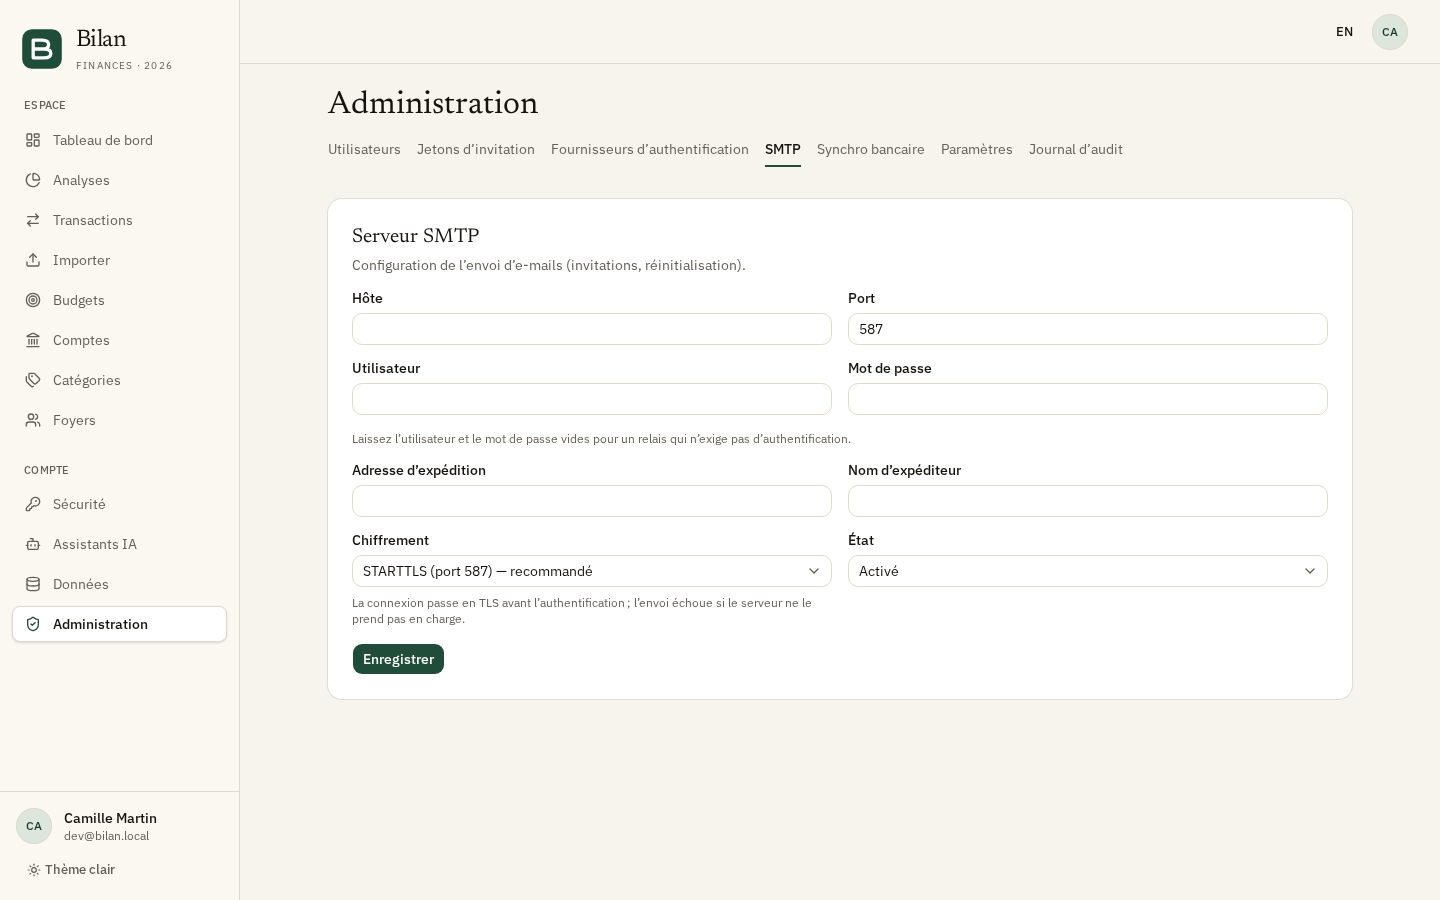 Bilan
FINANCES · 2026
ESPACE
Tableau de bord
Analyses
Transactions
Importer
Budgets
Comptes
Catégories
Foyers
COMPTE
Sécurité
Assistants IA
Données
Administration
CA
Camille Martin
dev@bilan.local
Thème clair
EN
CA
Administration
Utilisateurs
Jetons d’invitation
Fournisseurs d’authentification
SMTP
Synchro bancaire
Paramètres
Journal d’audit
Serveur SMTP
Configuration de l’envoi d’e-mails (invitations, réinitialisation).
Hôte
Port
587
Utilisateur
Mot de passe
Laissez l’utilisateur et le mot de passe vides pour un relais qui n’exige pas d’authentification.
Adresse d’expédition
Nom d’expéditeur
Chiffrement
STARTTLS (port 587) — recommandé
État
Activé
La connexion passe en TLS avant l’authentification ; l’envoi échoue si le serveur ne le
prend pas en charge.
Enregistrer